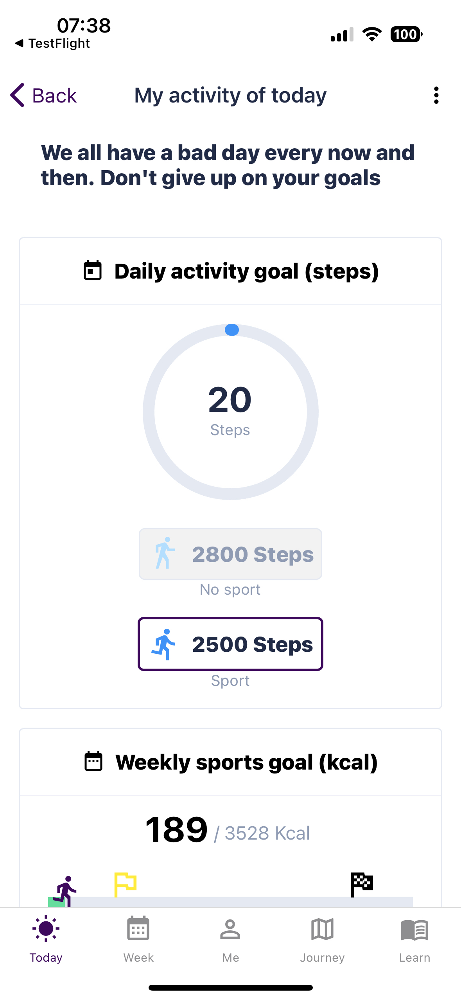 07:38
100
◀ TestFlight
Back
My activity of today
We all have a bad day every now and
then. Don't give up on your goals
Daily activity goal (steps)
20
Steps
2800 Steps
No sport
2500 Steps
Sport
Weekly sports goal (kcal)
189 / 3528 Kcal
Today
Week
Me
Journey
Learn